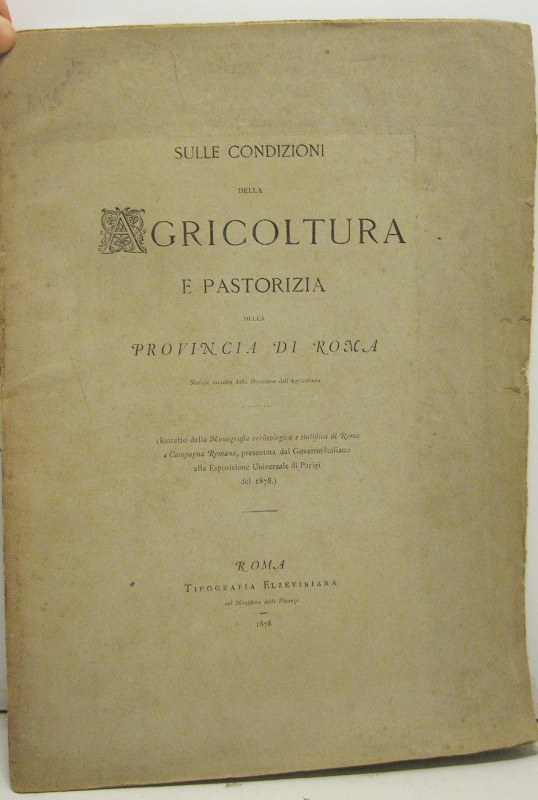 SULLE CONDIZIONI
DELLA
AGRICOLTURA
E PASTORIZIA
DELLA
PROVINCIA DI ROMA
Notizie raccolte dalla Direzione dell'Agricoltura
(Estratto dalla Monografia archeologica e statistica di Roma
e Campagna Romana, presentata dal Governo Italiano
alla Esposizione Universale di Parigi
del 1878.)
ROMA
TIPOGRAFIA ELZEVIRIANA
nel Ministero delle Finanze
1878